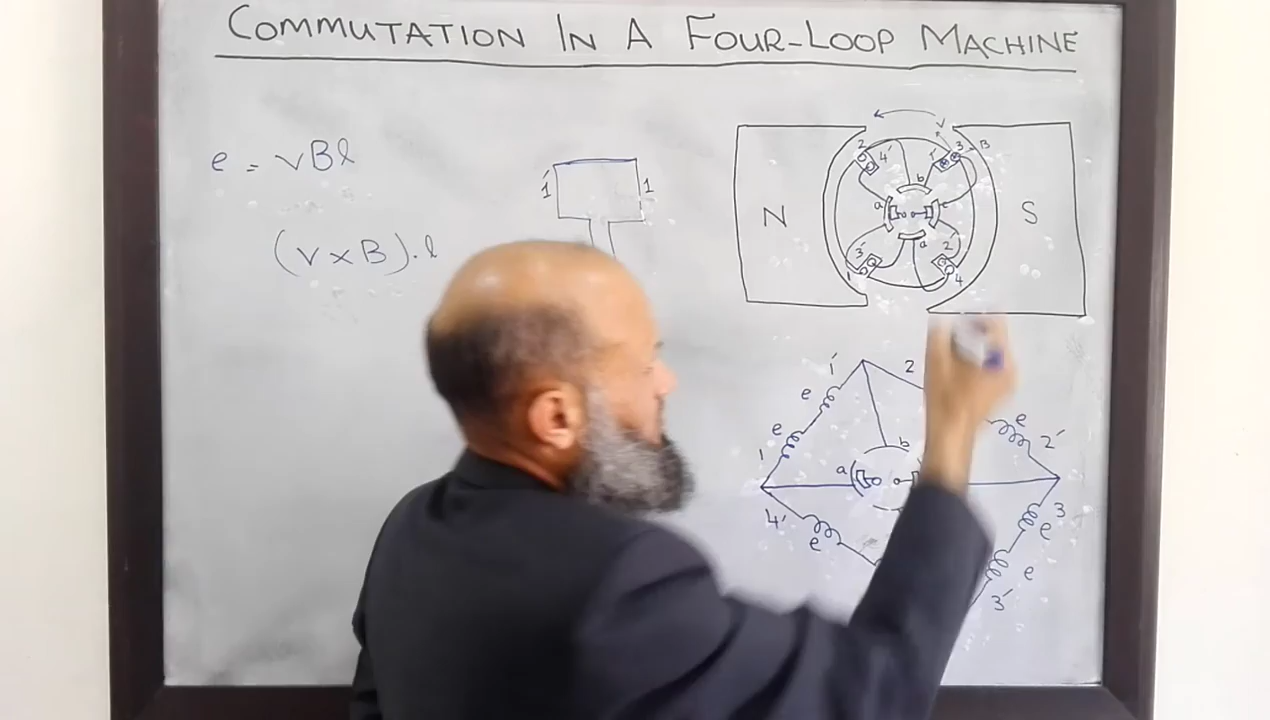 COMMUTATION IN A FOUR-LOOP MACHINE
e = vBl
(v × B).l
1' 1
N S
v B
2 4' 1' 3
b
a c
d
3' 2
1 4
1' 2
e e
e 2'
b
1 a
4' 3
e e
e
3'